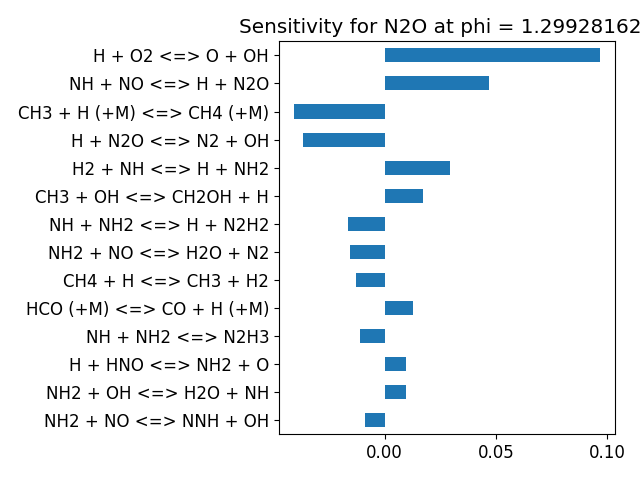 Sensitivity for N2O at phi = 1.29928162
H + O2 <=> O + OH
NH + NO <=> H + N2O
CH3 + H (+M) <=> CH4 (+M)
H + N2O <=> N2 + OH
H2 + NH <=> H + NH2
CH3 + OH <=> CH2OH + H
NH + NH2 <=> H + N2H2
NH2 + NO <=> H2O + N2
CH4 + H <=> CH3 + H2
HCO (+M) <=> CO + H (+M)
NH + NH2 <=> N2H3
H + HNO <=> NH2 + O
NH2 + OH <=> H2O + NH
NH2 + NO <=> NNH + OH
0.00 0.05 0.10